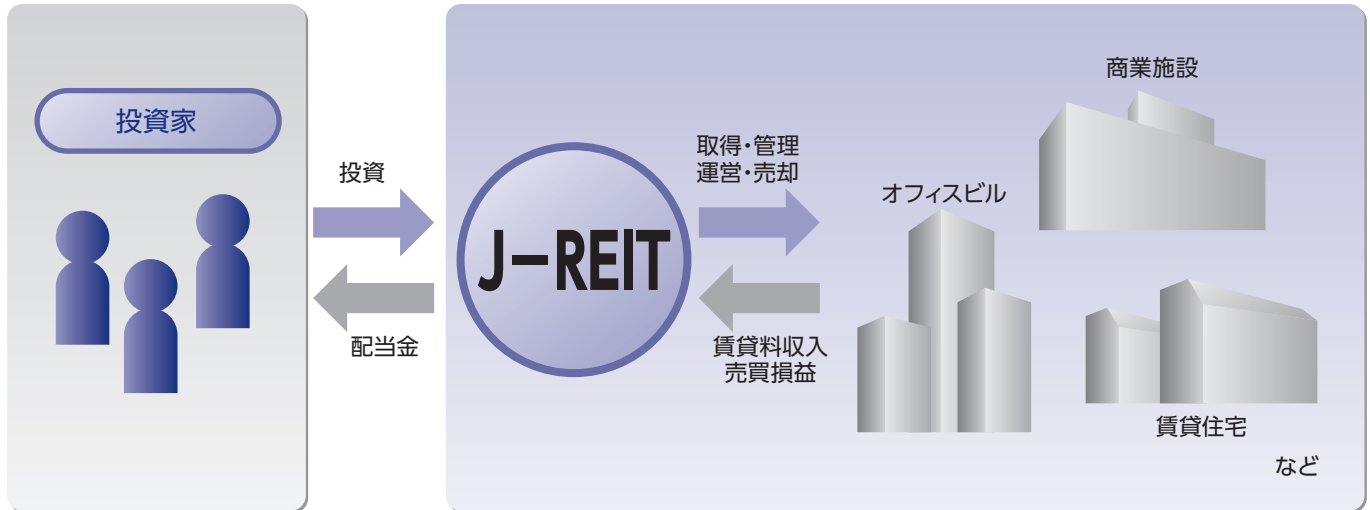 投資家
投資
配当金
J−REIT
取得・管理
運営・売却
賃貸料収入
売買損益
商業施設
オフィスビル
賃貸住宅
など